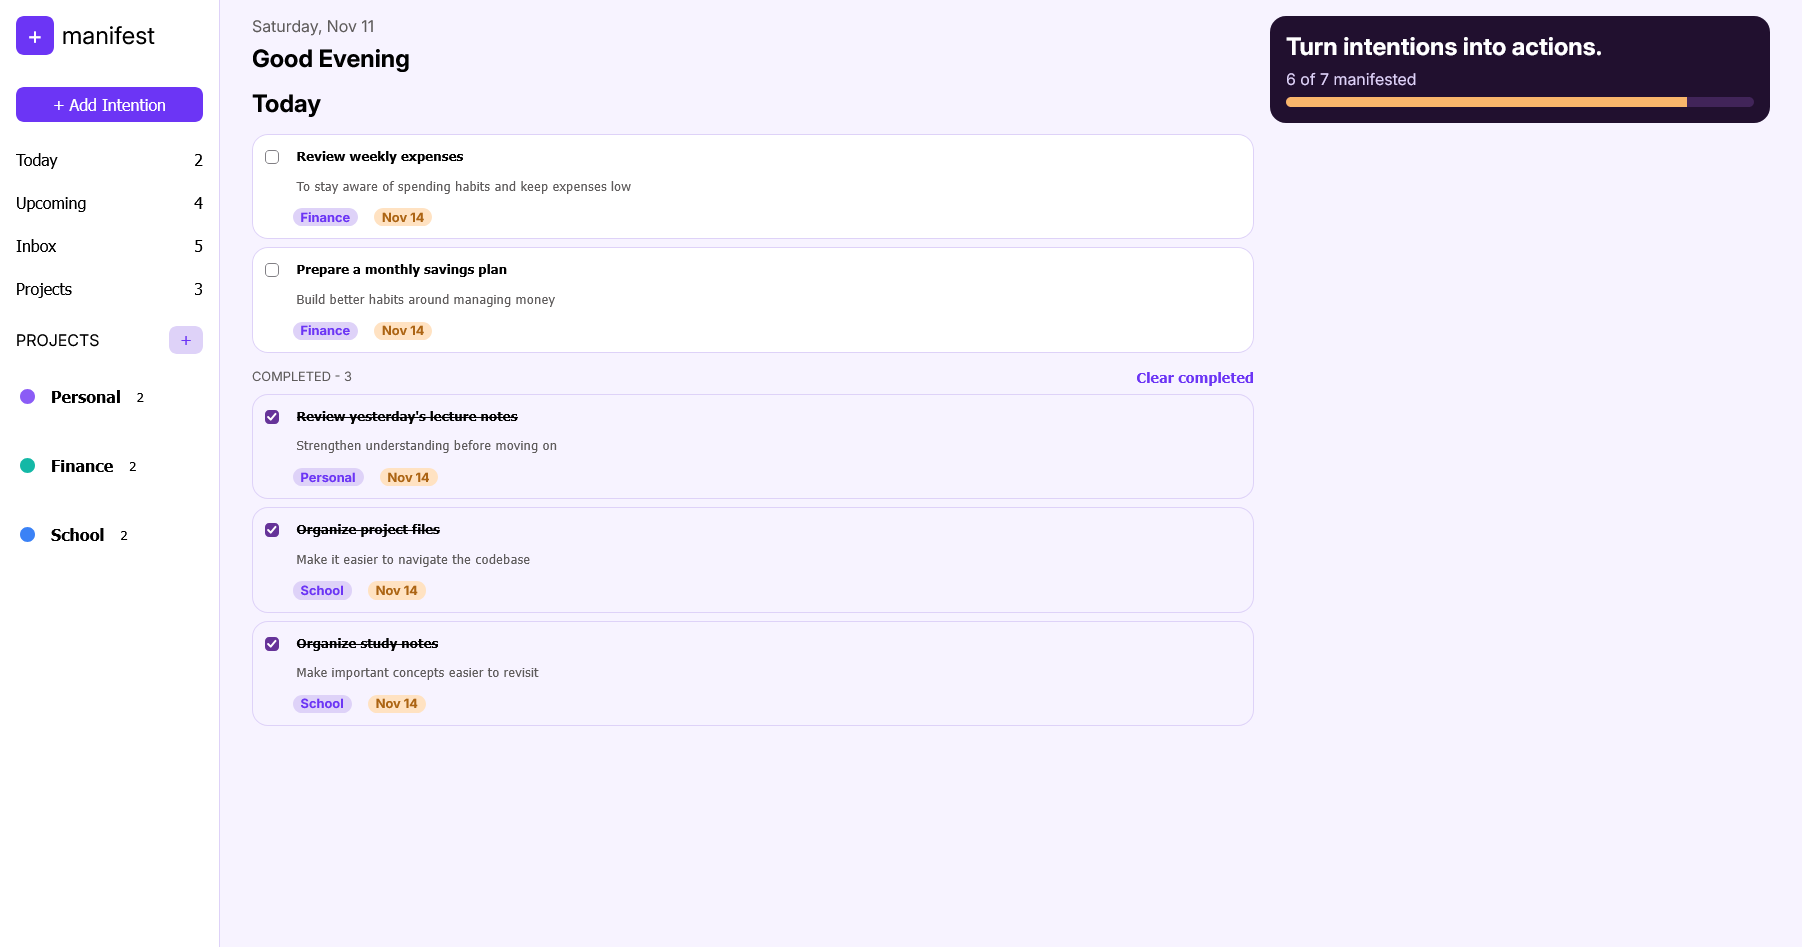 + manifest
+ Add Intention
Today 2
Upcoming 4
Inbox 5
Projects 3
PROJECTS +
Personal 2
Finance 2
School 2
Saturday, Nov 11
Good Evening
Today
Review weekly expenses
To stay aware of spending habits and keep expenses low
Finance Nov 14
Prepare a monthly savings plan
Build better habits around managing money
Finance Nov 14
COMPLETED - 3 Clear completed
Review yesterday's lecture notes
Strengthen understanding before moving on
Personal Nov 14
Organize project files
Make it easier to navigate the codebase
School Nov 14
Organize study notes
Make important concepts easier to revisit
School Nov 14
Turn intentions into actions.
6 of 7 manifested